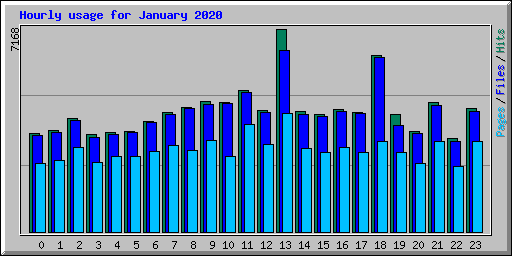 Hourly usage for January 2020
7168
Pages / Files / Hits
0 1 2 3 4 5 6 7 8 9 10 11 12 13 14 15 16 17 18 19 20 21 22 23